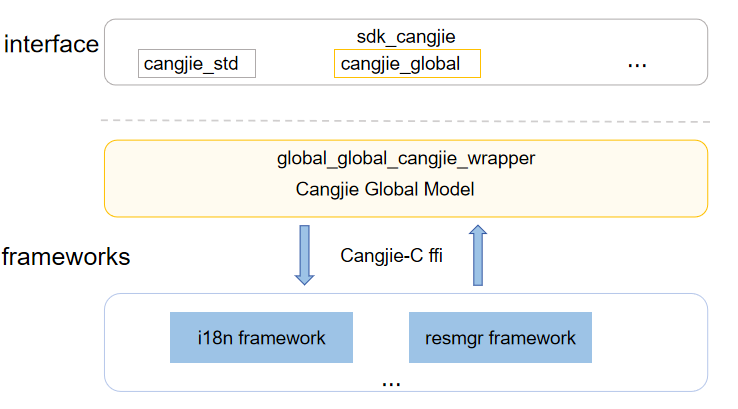 interface
sdk_cangjie
cangjie_std
cangjie_global
...
global_global_cangjie_wrapper
Cangjie Global Model
frameworks
Cangjie-C ffi
i18n framework
resmgr framework
...